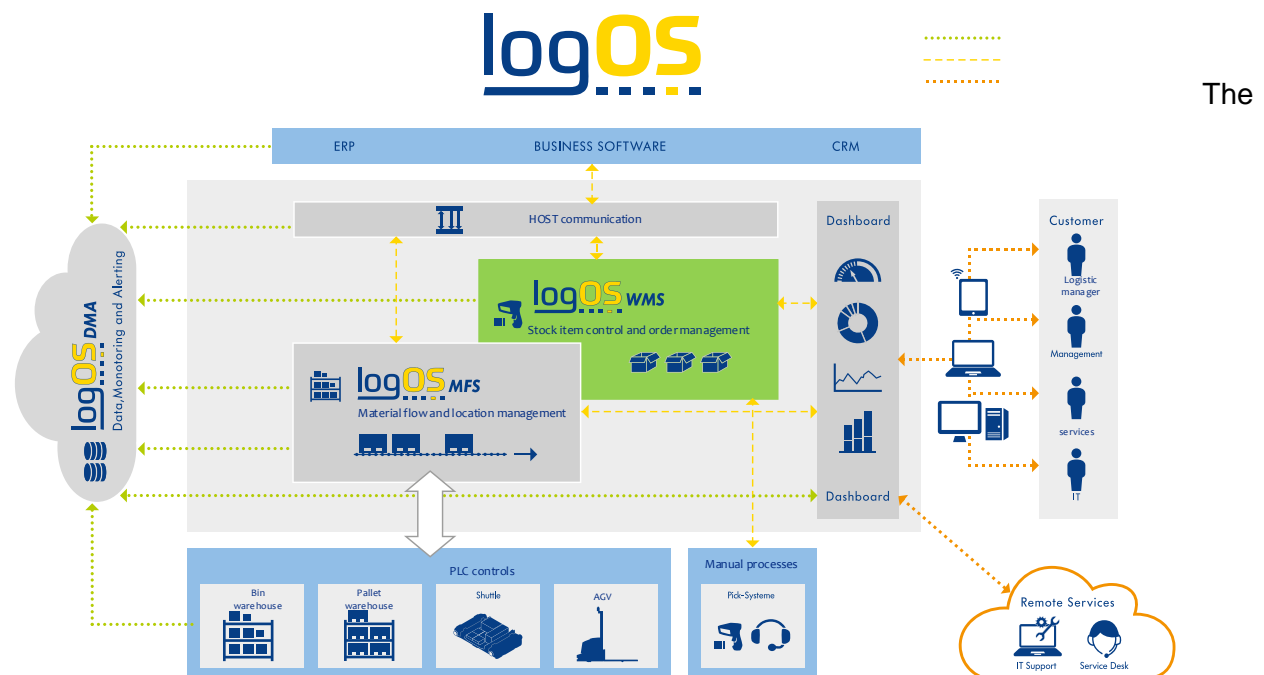 logOS
The
ERP
BUSINESS SOFTWARE
CRM
HOST communication
Dashboard
Customer
logOS WMS
Stock item control and order management
Logistic
manager
logOS DMA
Data,Monotoring and Alerting
logOS MFS
Material flow and location management
Management
services
Dashboard
IT
PLC controls
Manual processes
Bin
warehouse
Pallet
warehouse
Shuttle
AGV
Pick-Systeme
Remote Services
IT Support
Service Desk